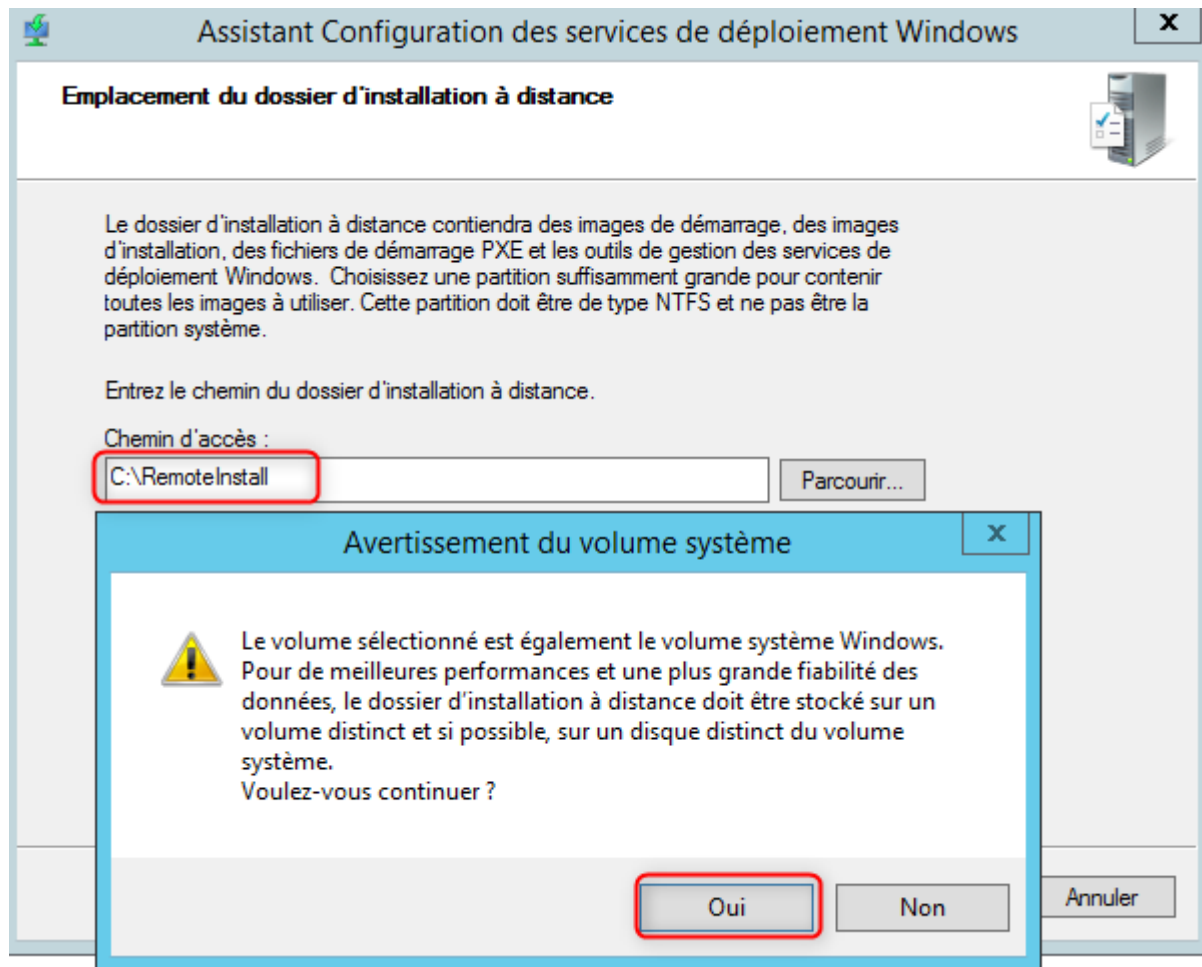 Assistant Configuration des services de déploiement Windows
x
Emplacement du dossier d'installation à distance
Le dossier d'installation à distance contiendra des images de démarrage, des images
d'installation, des fichiers de démarrage PXE et les outils de gestion des services de
déploiement Windows. Choisissez une partition suffisamment grande pour contenir
toutes les images à utiliser. Cette partition doit être de type NTFS et ne pas être la
partition système.
Entrez le chemin du dossier d'installation à distance.
Chemin d'accès :
C:\RemoteInstall
Parcourir...
Avertissement du volume système
x
Le volume sélectionné est également le volume système Windows.
Pour de meilleures performances et une plus grande fiabilité des
données, le dossier d'installation à distance doit être stocké sur un
volume distinct et si possible, sur un disque distinct du volume
système.
Voulez-vous continuer ?
Oui
Non
Annuler